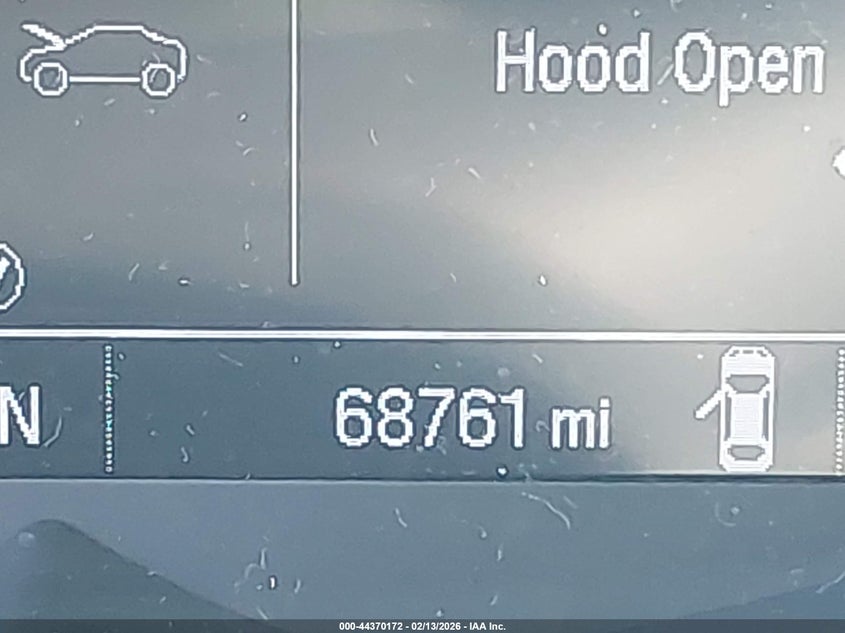 Hood Open
N
68761 mi
000-44370172 - 02/13/2026 - IAA Inc.